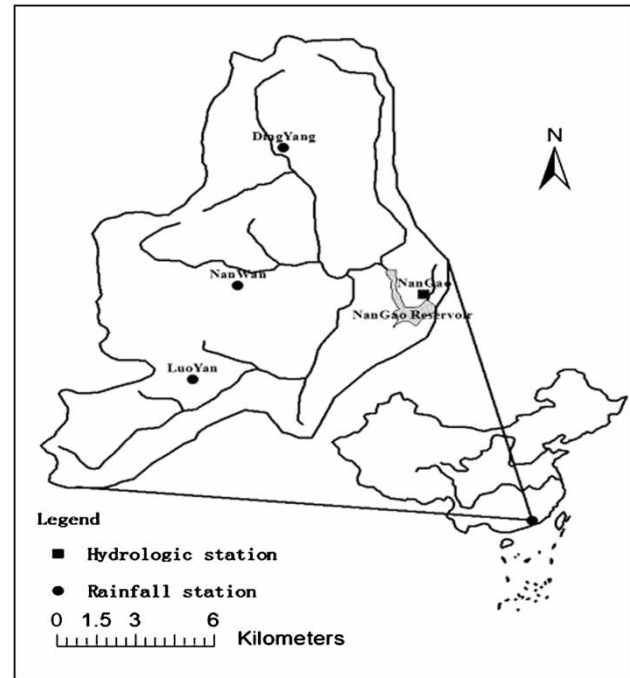 DingYang
N
NanWan
NanGao
NanGao Reservoir
LuoYan
Legend
Hydrologic station
Rainfall station
0 1.5 3 6
Kilometers